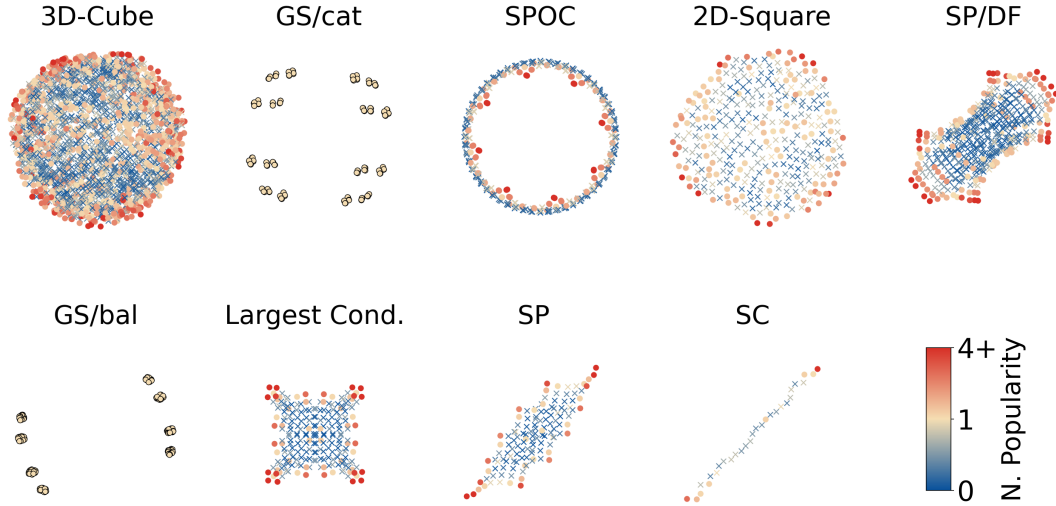 3D-Cube
GS/cat
SPOC
2D-Square
SP/DF
GS/bal
Largest Cond.
SP
SC
4+
1
0
N. Popularity